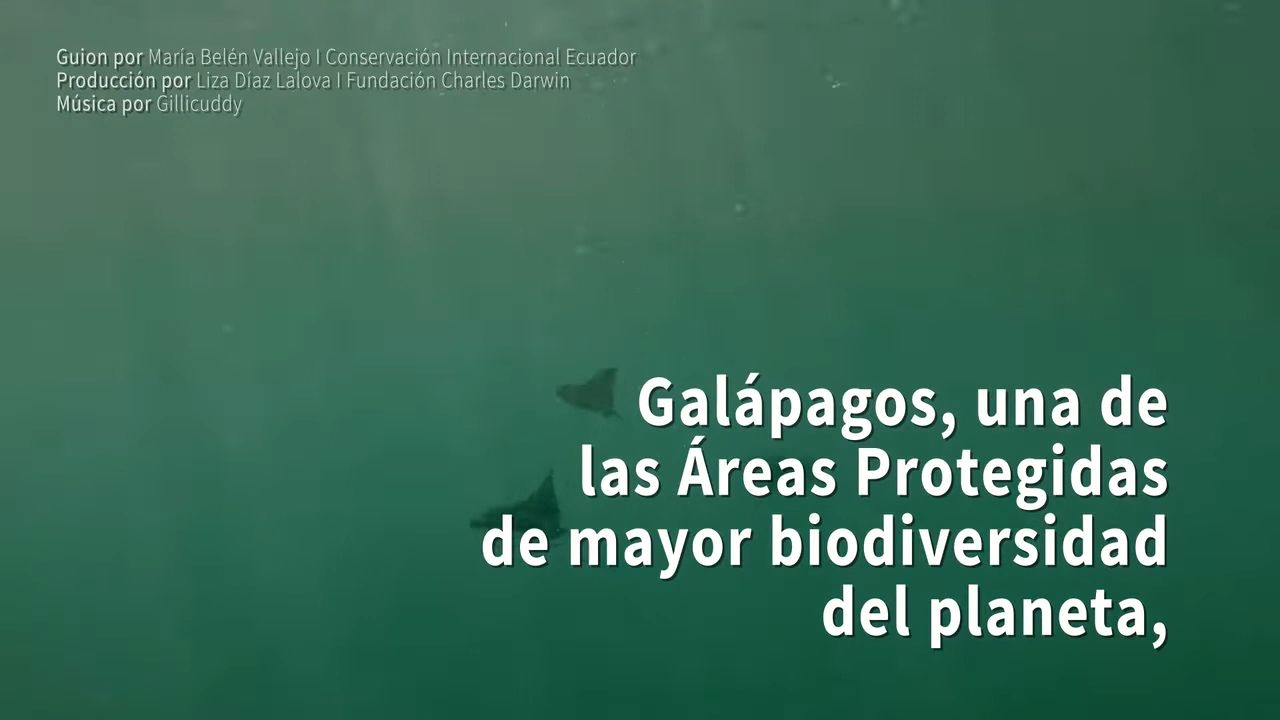 Guion por María Belén Vallejo I Conservación Internacional Ecuador
Producción por Liza Díaz Lalova I Fundación Charles Darwin
Música por Gillicuddy
Galápagos, una de
las Áreas Protegidas
de mayor biodiversidad
del planeta,